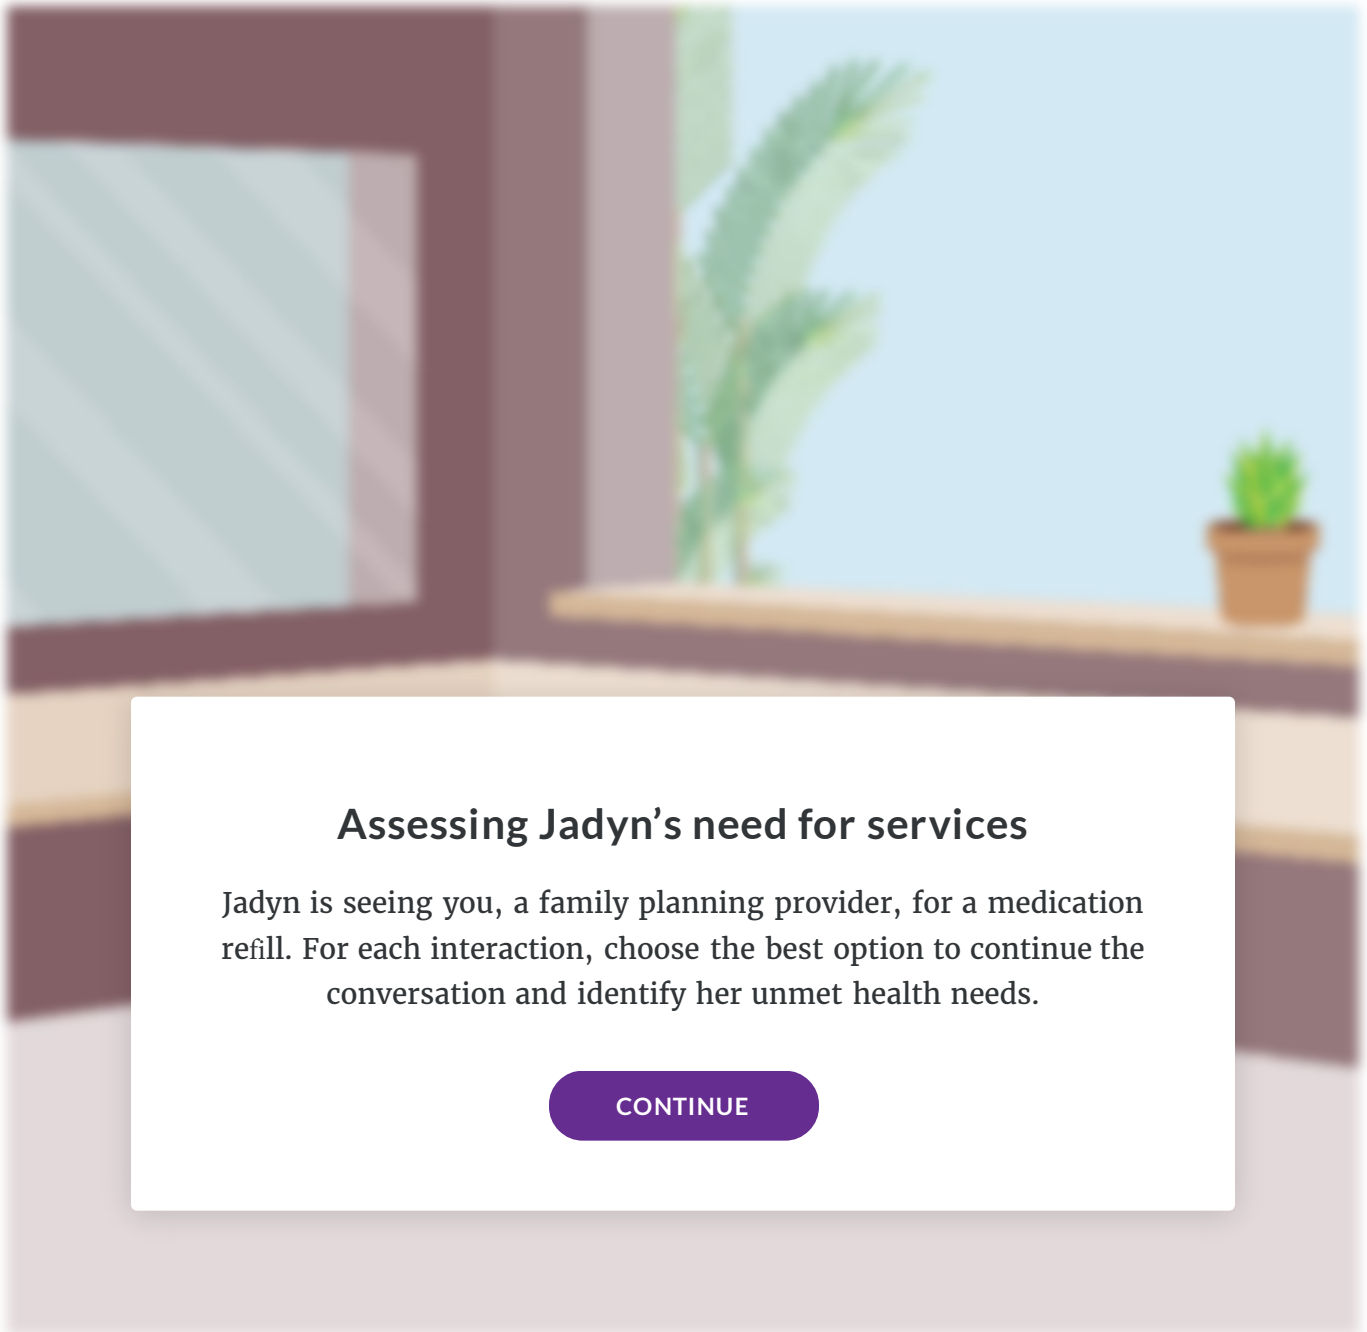 Assessing Jadyn’s need for services
Jadyn is seeing you, a family planning provider, for a medication
refill. For each interaction, choose the best option to continue the
conversation and identify her unmet health needs.
CONTINUE